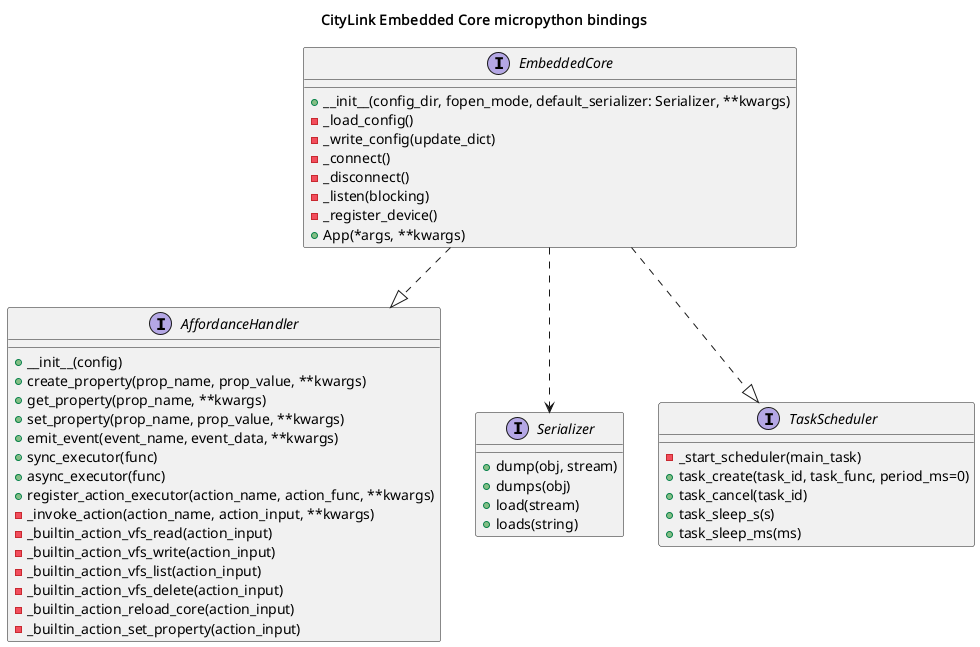 CityLink Embedded Core micropython bindings
I EmbeddedCore
__init__(config_dir, fopen_mode, default_serializer: Serializer, **kwargs)
_load_config()
_write_config(update_dict)
_connect()
_disconnect()
_listen(blocking)
_register_device()
App(*args, **kwargs)
I AffordanceHandler
__init__(config)
create_property(prop_name, prop_value, **kwargs)
get_property(prop_name, **kwargs)
set_property(prop_name, prop_value, **kwargs)
emit_event(event_name, event_data, **kwargs)
sync_executor(func)
async_executor(func)
register_action_executor(action_name, action_func, **kwargs)
_invoke_action(action_name, action_input, **kwargs)
_builtin_action_vfs_read(action_input)
_builtin_action_vfs_write(action_input)
_builtin_action_vfs_list(action_input)
_builtin_action_vfs_delete(action_input)
_builtin_action_reload_core(action_input)
_builtin_action_set_property(action_input)
I Serializer
dump(obj, stream)
dumps(obj)
load(stream)
loads(string)
I TaskScheduler
_start_scheduler(main_task)
task_create(task_id, task_func, period_ms=0)
task_cancel(task_id)
task_sleep_s(s)
task_sleep_ms(ms)